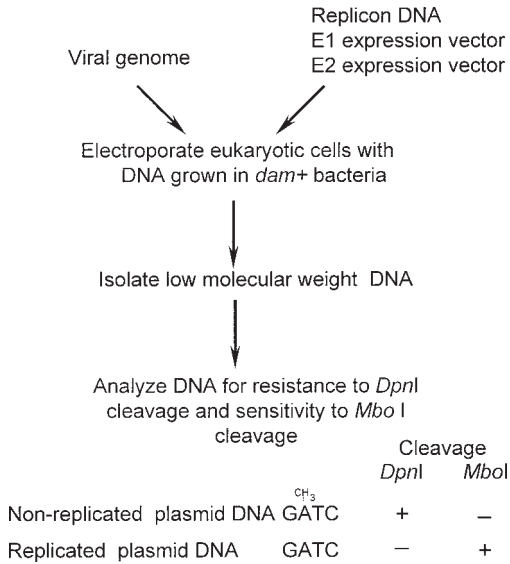 Viral genome
Replicon DNA
E1 expression vector
E2 expression vector
Electroporate eukaryotic cells with
DNA grown in dam+ bacteria
Isolate low molecular weight DNA
Analyze DNA for resistance to DpnI
cleavage and sensitivity to Mbo I
cleavage
Cleavage
DpnI MboI
CH3
Non-replicated plasmid DNA GATC + –
Replicated plasmid DNA GATC – +